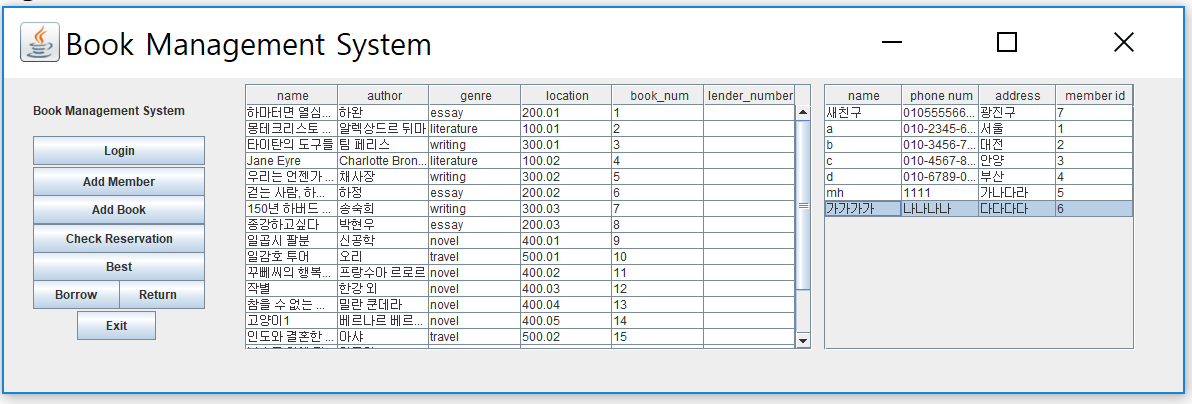 Book Management System
Book Management System
Login
Add Member
Add Book
Check Reservation
Best
Borrow Return
Exit
name author genre location book_num lender_number
하마터면 열심... 하완 essay 200.01 1
몽테크리스토 ... 알렉상드르 뒤마 literature 100.01 2
타이탄의 도구들 팀 페리스 writing 300.01 3
Jane Eyre Charlotte Bron... literature 100.02 4
우리는 언젠가 ... 채사장 writing 300.02 5
걷는 사람, 하... 하정 essay 200.02 6
150년 하버드 ... 송숙희 writing 300.03 7
종강하고싶다 박현우 essay 200.03 8
일곱시 팔분 신공학 novel 400.01 9
일감호 투어 오리 travel 500.01 10
꾸뻬씨의 행복... 프랑수아 르로르 novel 400.02 11
작별 한강 외 novel 400.03 12
참을 수 없는 ... 밀란 쿤데라 novel 400.04 13
고양이1 베르나르 베르... novel 400.05 14
인도와 결혼한 ... 아샤 travel 500.02 15
name phone num address member id
새친구 010555566... 광진구 7
a 010-2345-6... 서울 1
b 010-3456-7... 대전 2
c 010-4567-8... 안양 3
d 010-6789-0... 부산 4
mh 1111 가나다라 5
가가가가 나나나나 다다다다 6